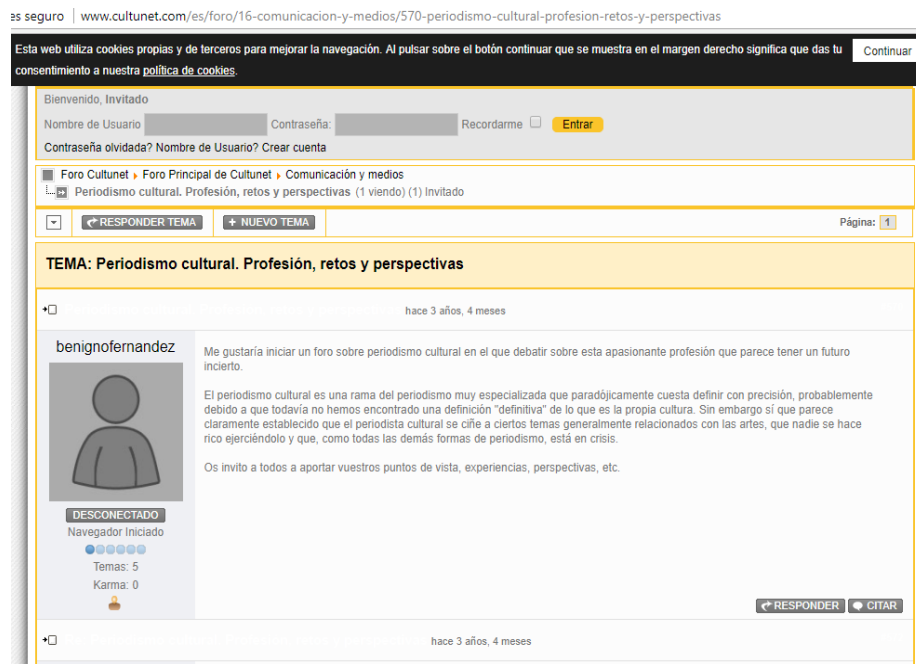 es seguro | www.cultunet.com/es/foro/16-comunicacion-y-medios/570-periodismo-cultural-profesion-retos-y-perspectivas
Esta web utiliza cookies propias y de terceros para mejorar la navegación. Al pulsar sobre el botón continuar que se muestra en el margen derecho significa que das tu
consentimiento a nuestra política de cookies.
Continuar
Bienvenido, Invitado
Nombre de Usuario Contraseña: Recordarme Entrar
Contraseña olvidada? Nombre de Usuario? Crear cuenta
Foro Cultunet Foro Principal de Cultunet Comunicación y medios
Periodismo cultural. Profesión, retos y perspectivas (1 viendo) (1) Invitado
RESPONDER TEMA + NUEVO TEMA Página: 1
TEMA: Periodismo cultural. Profesión, retos y perspectivas
hace 3 años, 4 meses
benignofernandez
Me gustaría iniciar un foro sobre periodismo cultural en el que debatir sobre esta apasionante profesión que parece tener un futuro
incierto.
El periodismo cultural es una rama del periodismo muy especializada que paradójicamente cuesta definir con precisión, probablemente
debido a que todavía no hemos encontrado una definición "definitiva" de lo que es la propia cultura. Sin embargo sí que parece
claramente establecido que el periodista cultural se ciñe a ciertos temas generalmente relacionados con las artes, que nadie se hace
rico ejerciéndolo y que, como todas las demás formas de periodismo, está en crisis.
Os invito a todos a aportar vuestros puntos de vista, experiencias, perspectivas, etc.
DESCONECTADO
Navegador Iniciado
Temas: 5
Karma: 0
RESPONDER CITAR
hace 3 años, 4 meses